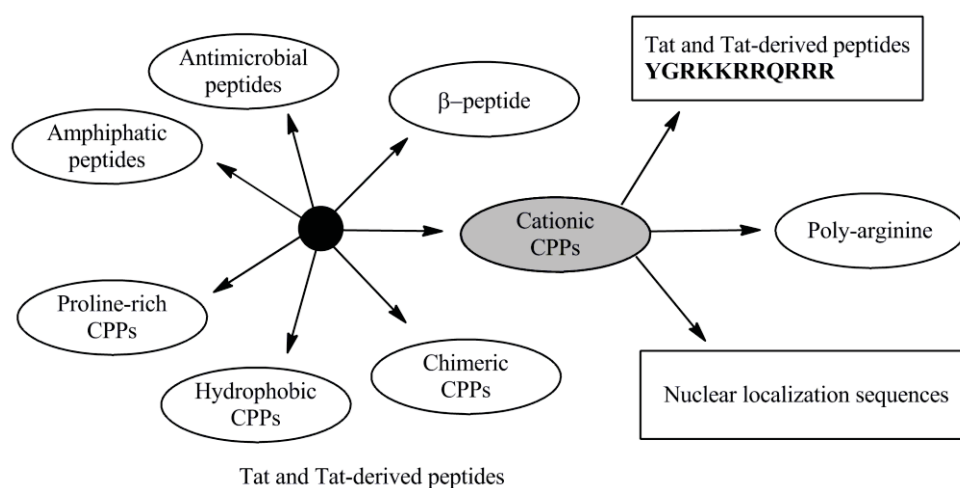 Antimicrobial
peptides
β–peptide
Amphiphatic
peptides
Tat and Tat-derived peptides
YGRKKRRQRRR
Cationic
CPPs
Poly-arginine
Proline-rich
CPPs
Hydrophobic
CPPs
Chimeric
CPPs
Nuclear localization sequences
Tat and Tat-derived peptides